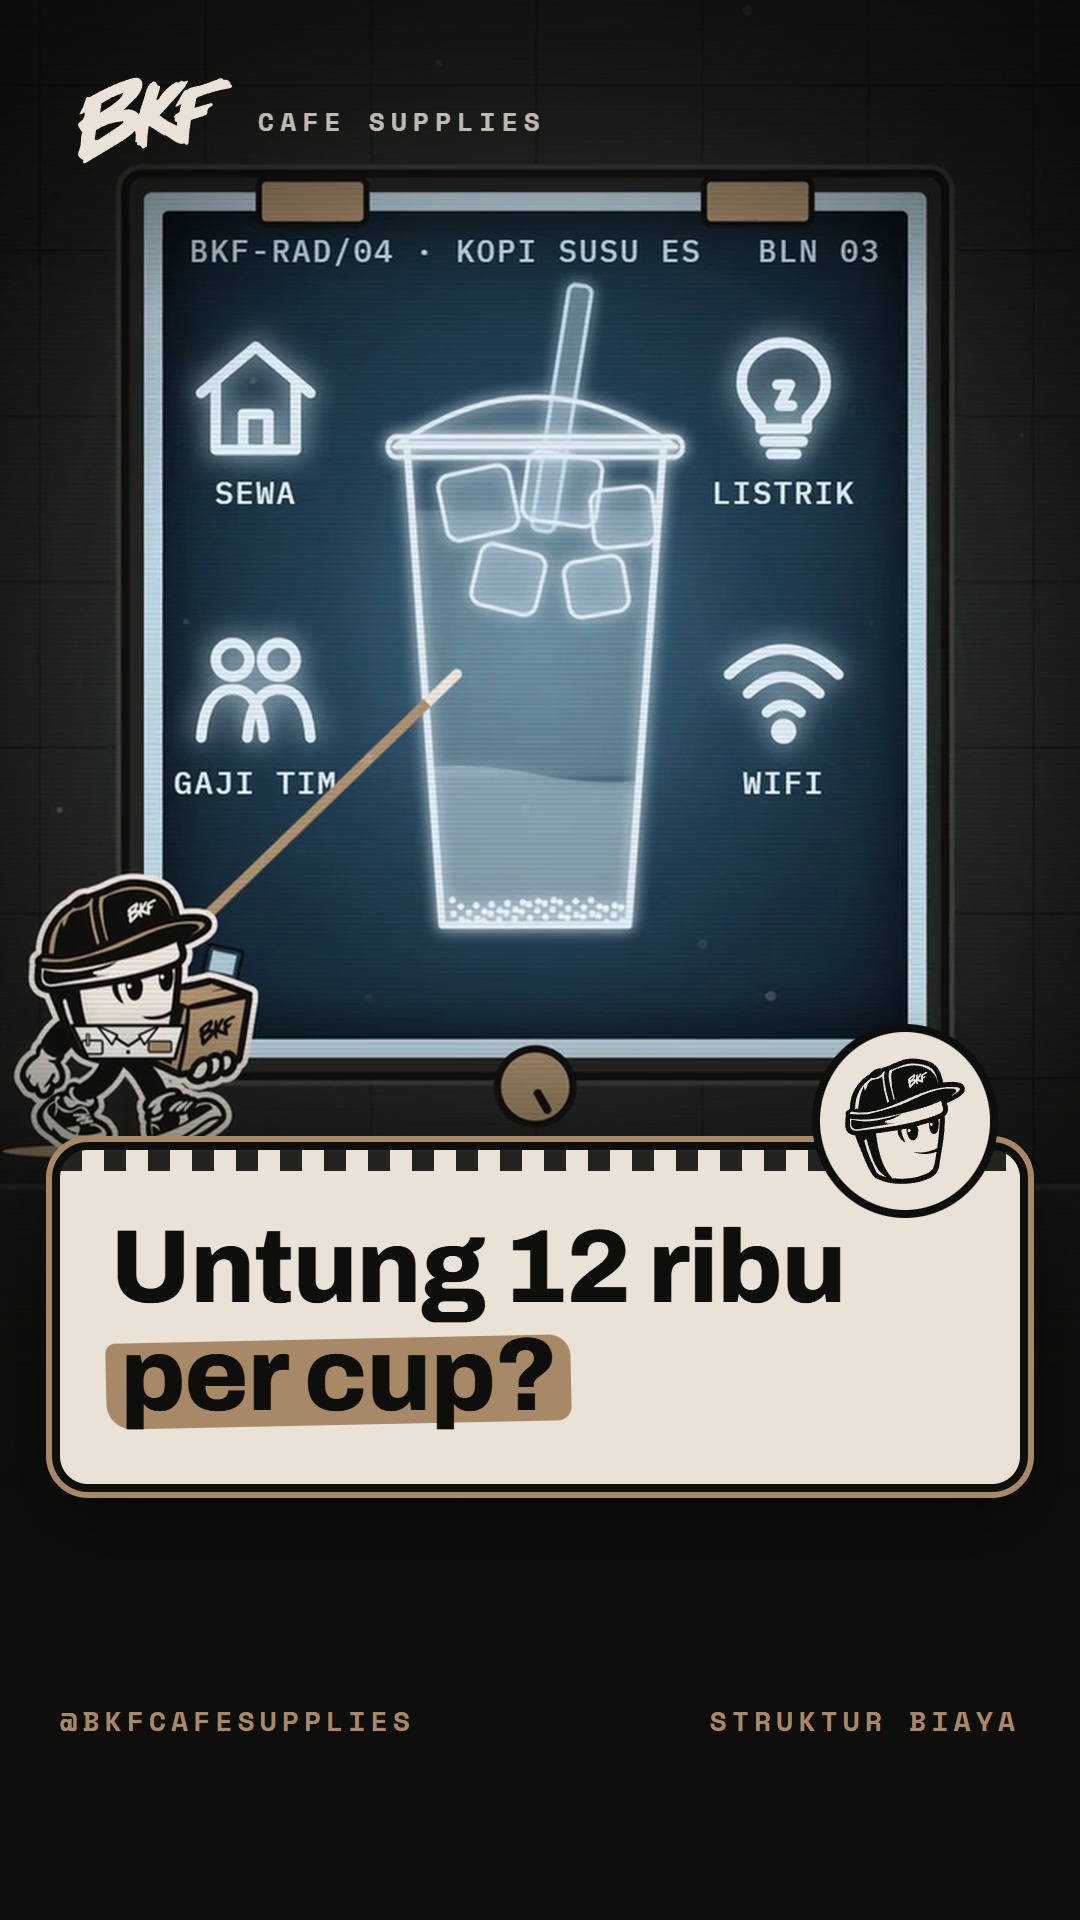 BKF CAFE SUPPLIES
BKF-RAD/04 · KOPI SUSU ES BLN 03
SEWA
LISTRIK
GAJI TIM
WIFI
BKF
BKF
BKF
Untung 12 ribu
per cup?
@BKFCAFESUPPLIES
STRUKTUR BIAYA